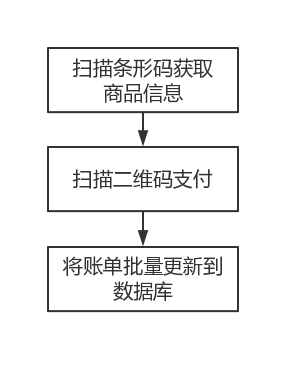 扫描条形码获取
商品信息
扫描二维码支付
将账单批量更新到
数据库